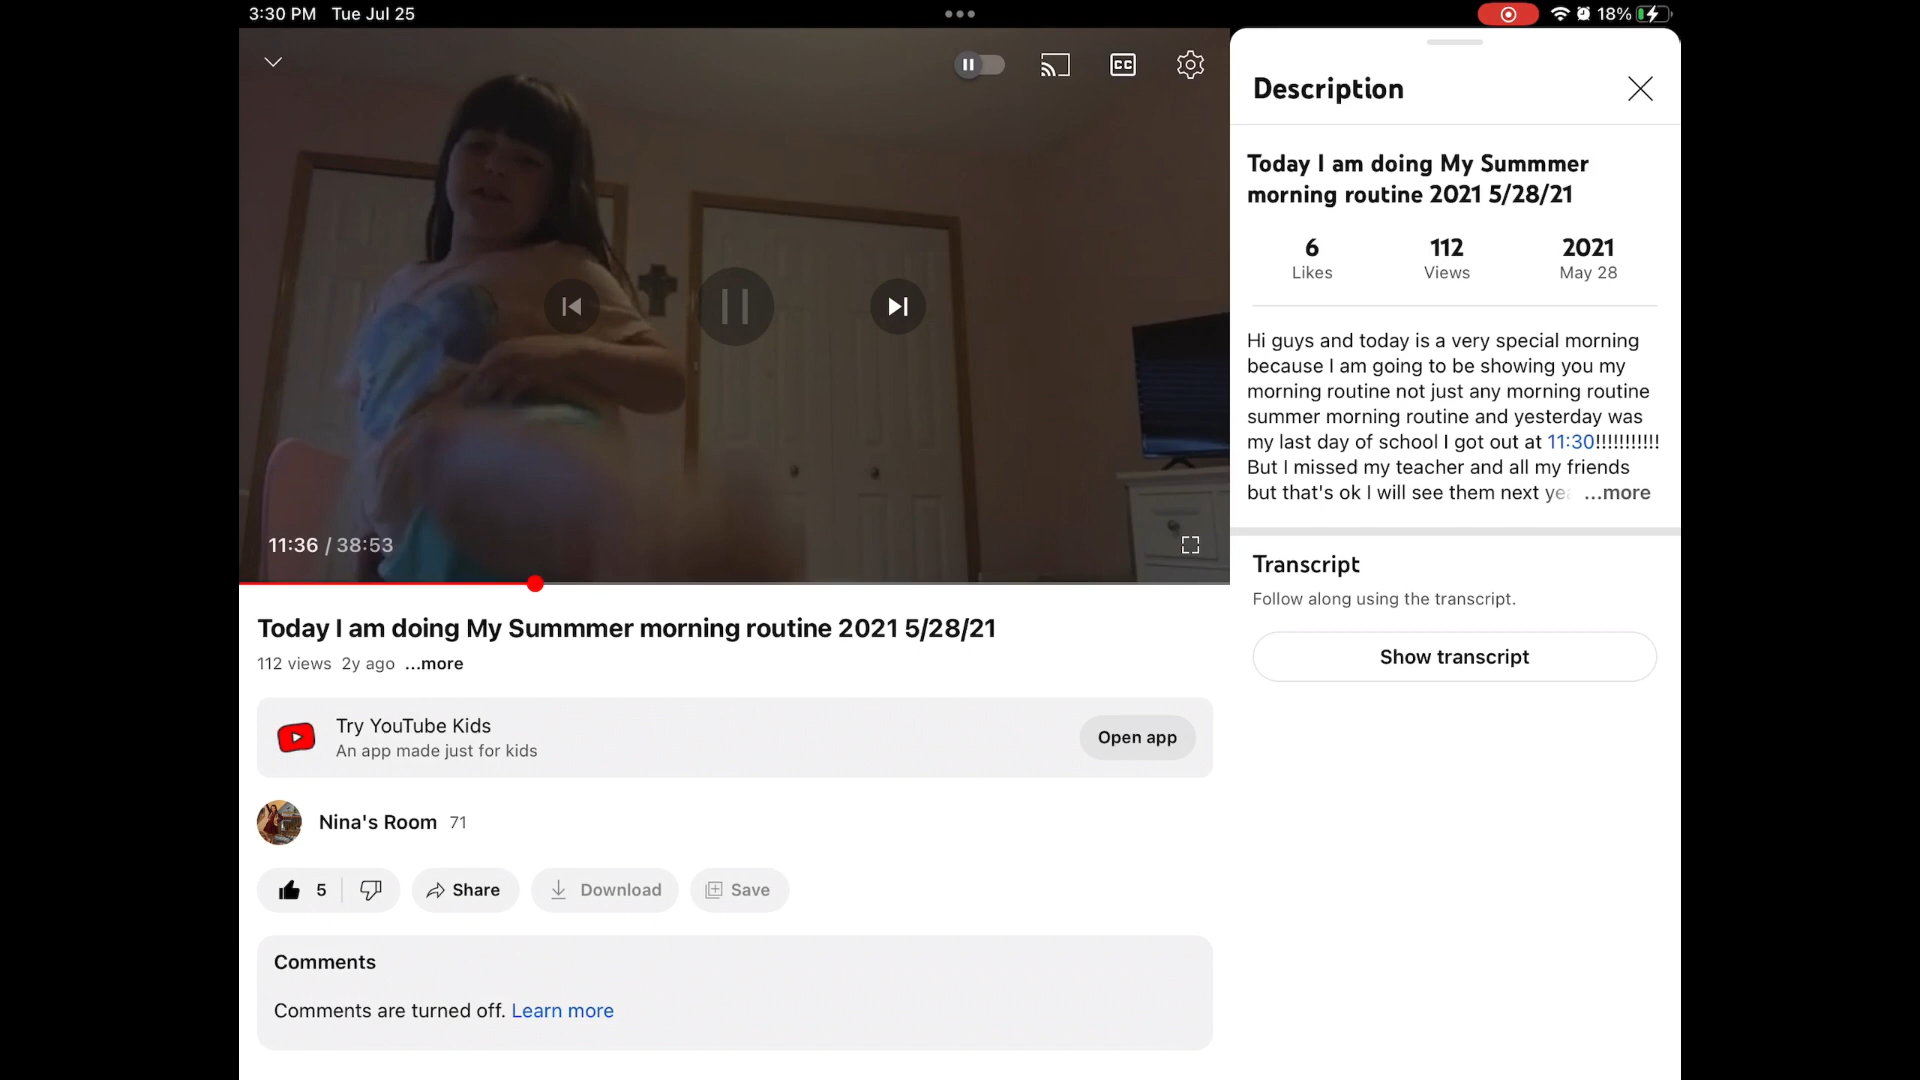 3:30 PM Tue Jul 25
18%
CC
Description
Today I am doing My Summmer
morning routine 2021 5/28/21
6 112 2021
Likes Views May 28
Hi guys and today is a very special morning
because I am going to be showing you my
morning routine not just any morning routine
summer morning routine and yesterday was
my last day of school I got out at 11:30!!!!!!!!!!!
But I missed my teacher and all my friends
but that's ok I will see them next yea ...more
Transcript
Follow along using the transcript.
Show transcript
11:36 / 38:53
Today I am doing My Summmer morning routine 2021 5/28/21
112 views 2y ago ...more
Try YouTube Kids
An app made just for kids
Open app
Nina's Room 71
5 Share Download Save
Comments
Comments are turned off. Learn more